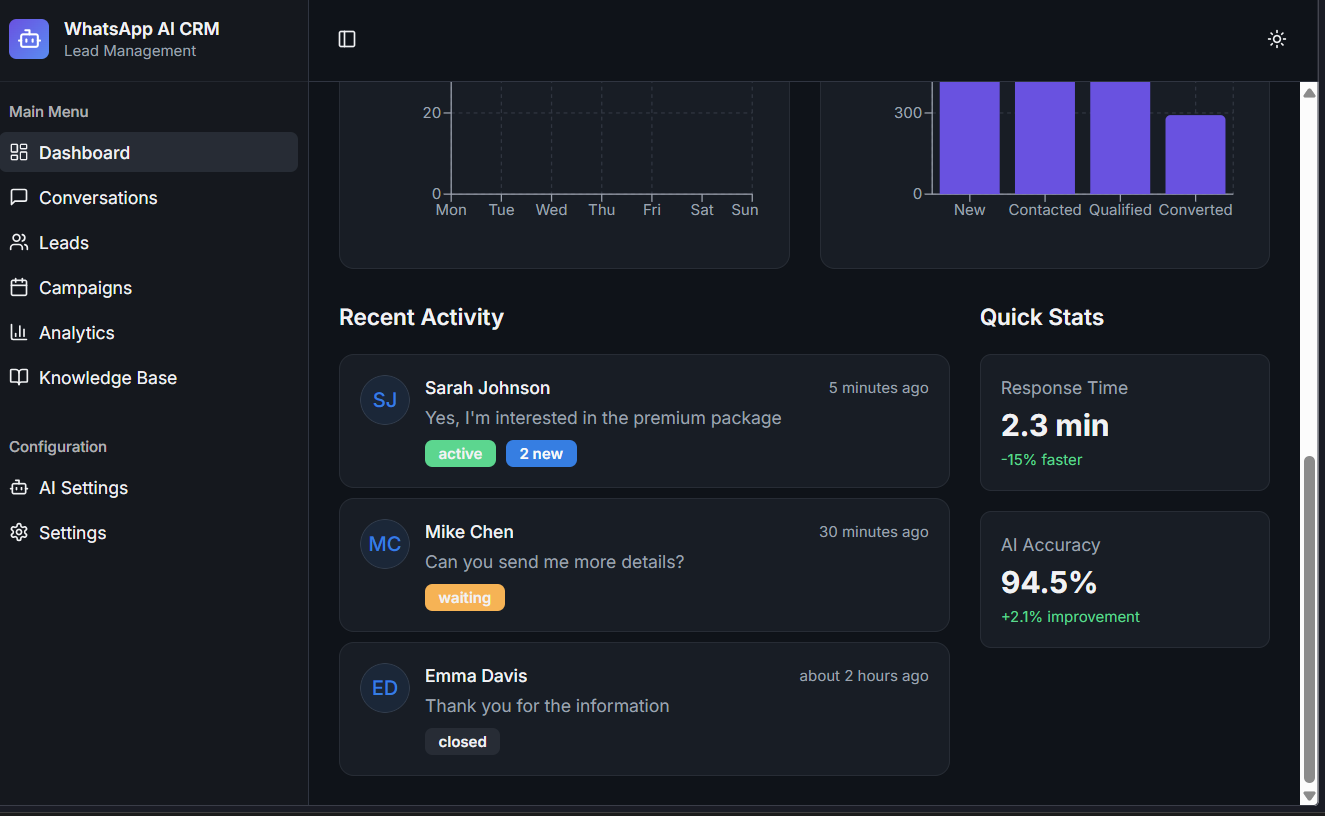 WhatsApp AI CRM
Lead Management
Main Menu
Dashboard
Conversations
Leads
Campaigns
Analytics
Knowledge Base
Configuration
AI Settings
Settings
20
0
Mon Tue Wed Thu Fri Sat Sun
300
0
New Contacted Qualified Converted
Recent Activity
SJ
Sarah Johnson
5 minutes ago
Yes, I'm interested in the premium package
active
2 new
MC
Mike Chen
30 minutes ago
Can you send me more details?
waiting
ED
Emma Davis
about 2 hours ago
Thank you for the information
closed
Quick Stats
Response Time
2.3 min
-15% faster
AI Accuracy
94.5%
+2.1% improvement